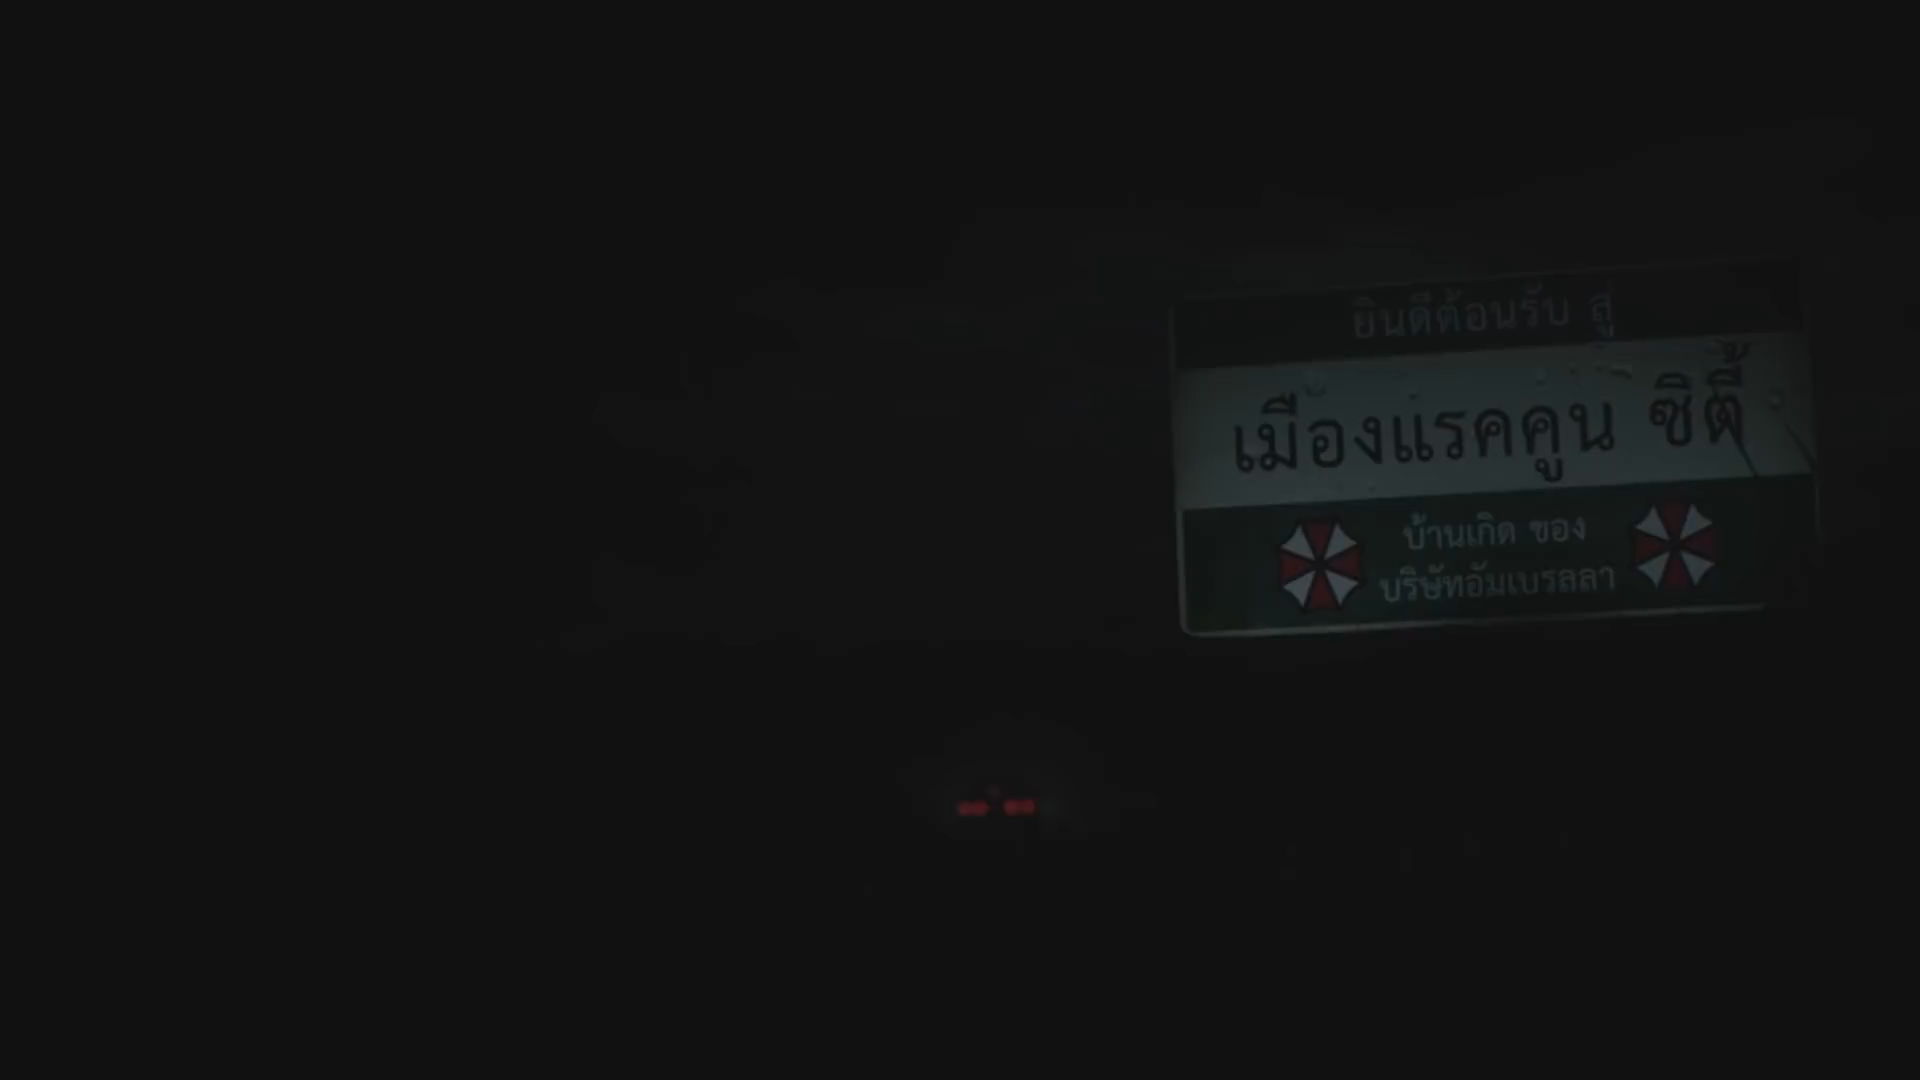 ยินดีต้อนรับ สู่
เมืองแรคคูน ซิตี้
บ้านเกิด ของ
บริษัทอัมเบรลลา